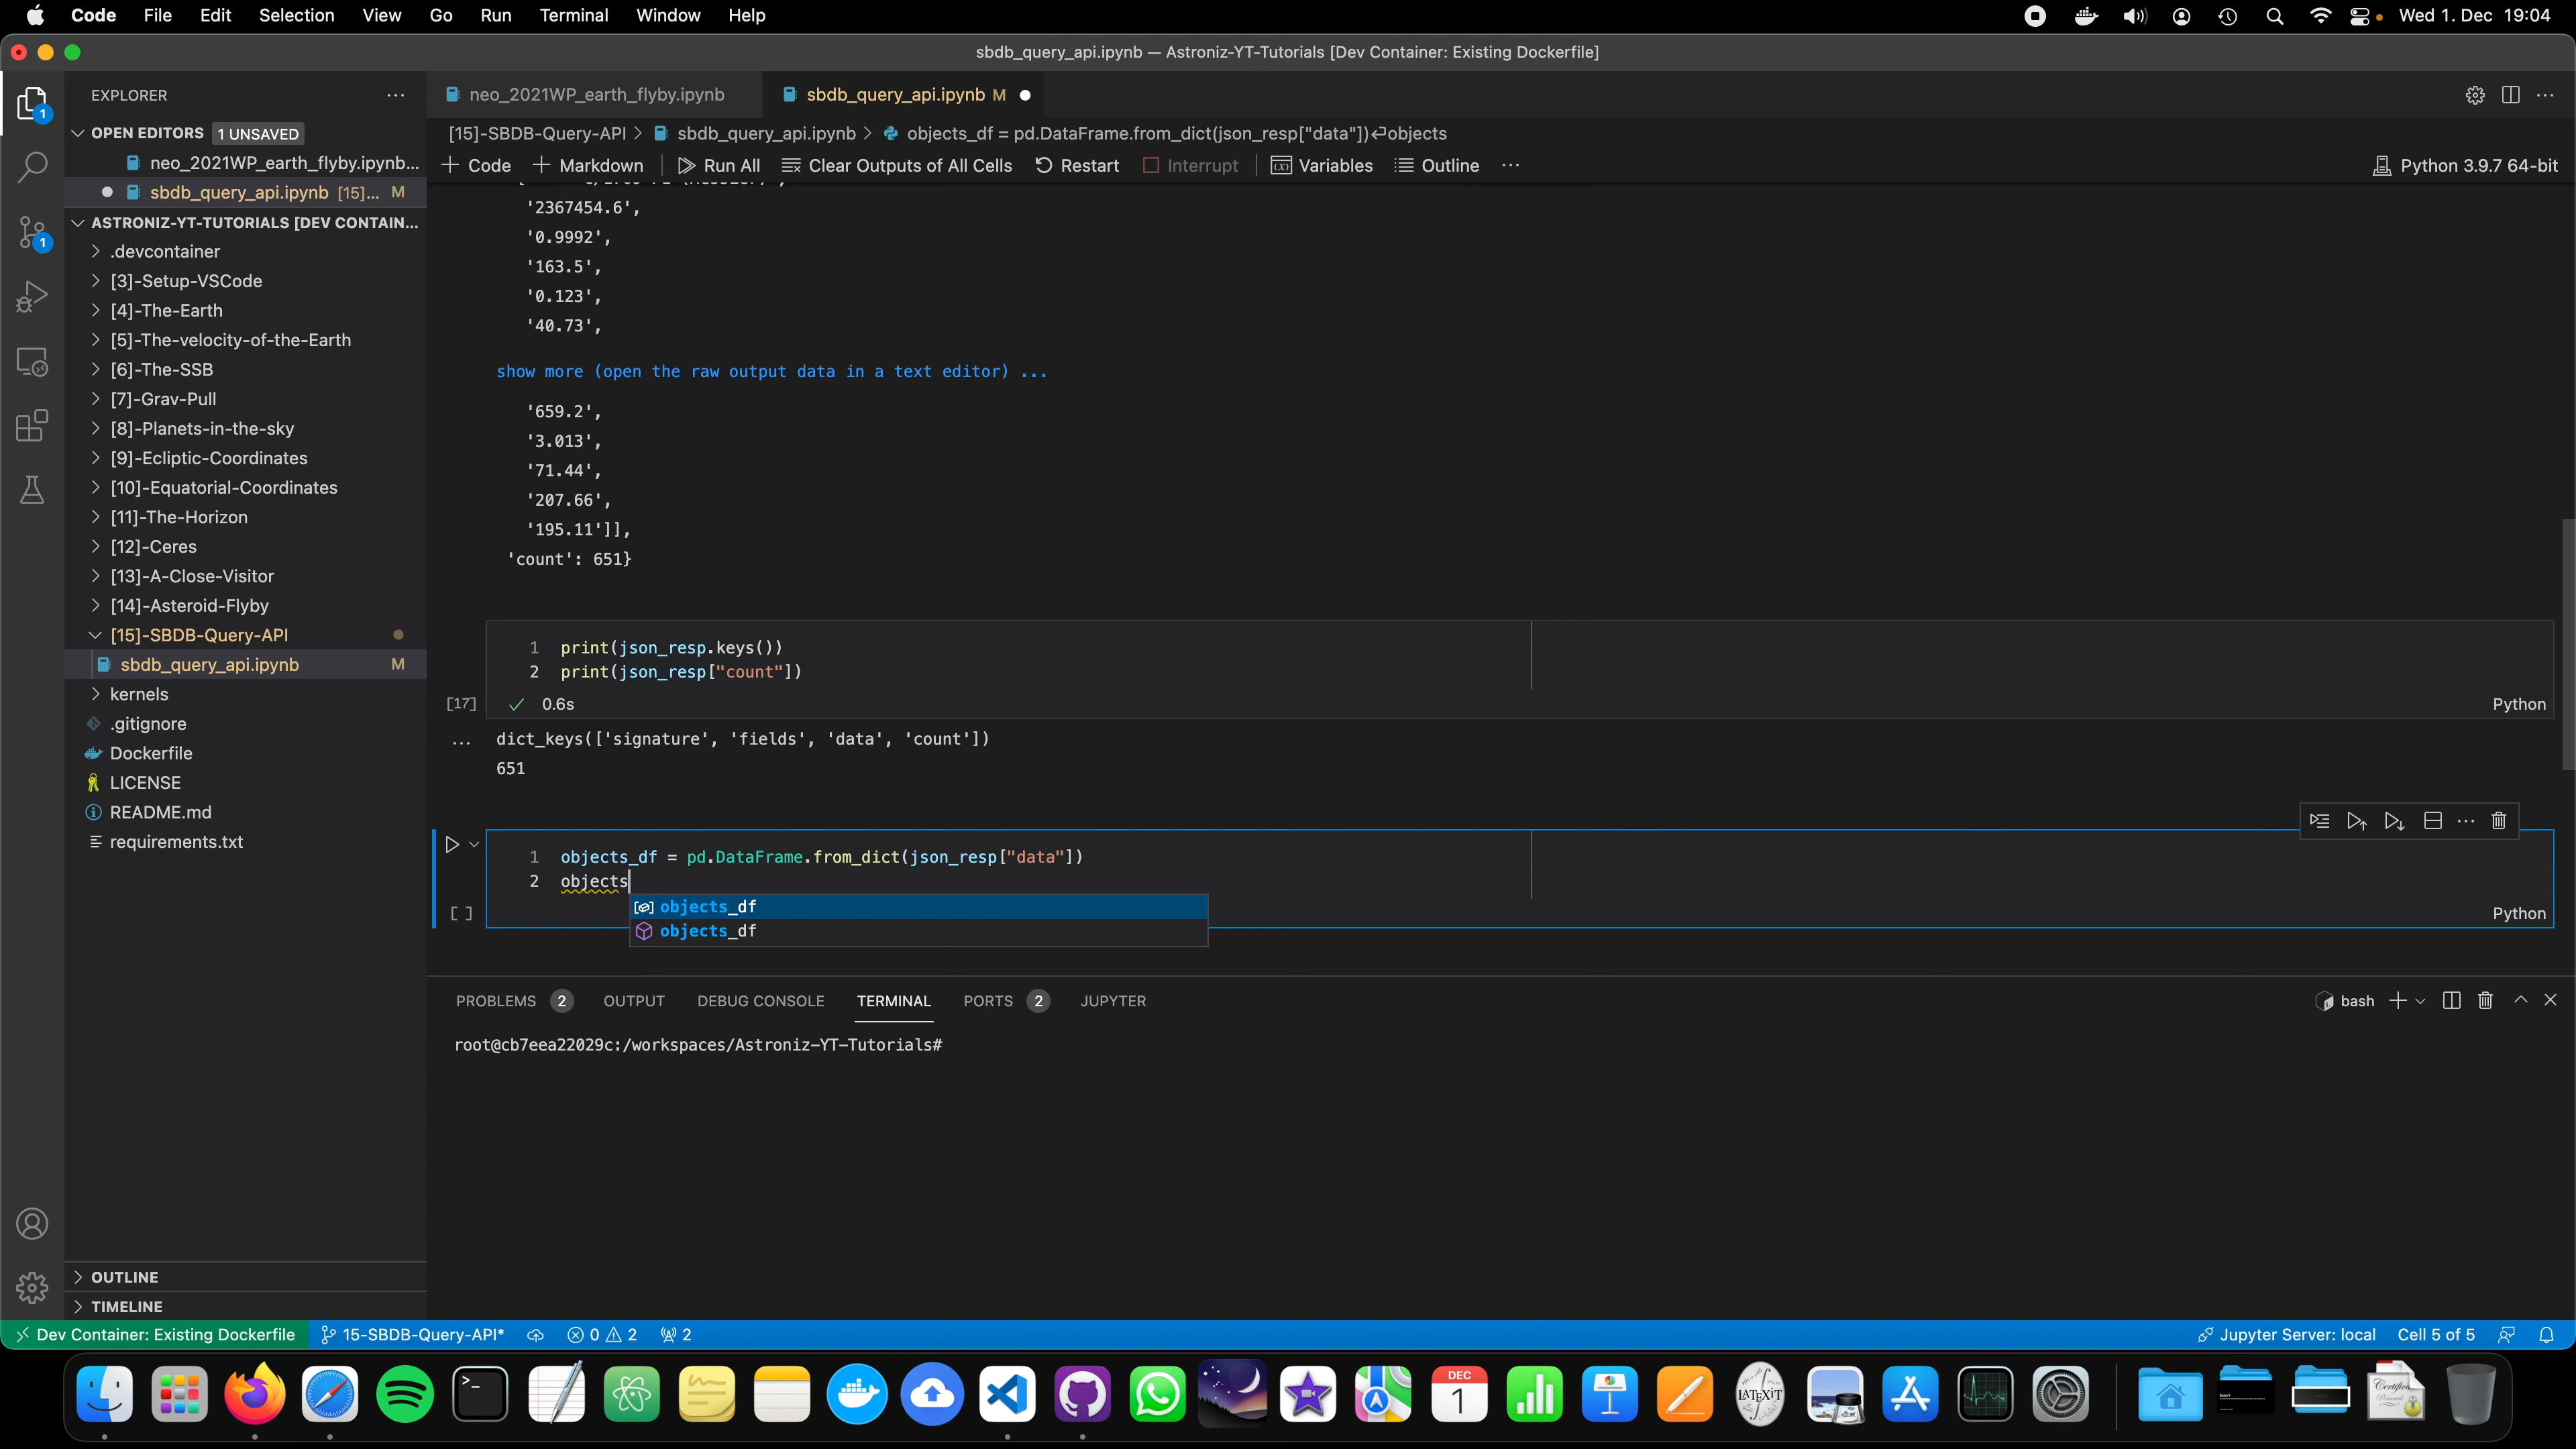 Code File Edit Selection View Go Run Terminal Window Help Wed 1. Dec 19:04
sbdb_query_api.ipynb — Astroniz-YT-Tutorials [Dev Container: Existing Dockerfile]
EXPLORER
OPEN EDITORS 1 UNSAVED
neo_2021WP_earth_flyby.ipynb...
sbdb_query_api.ipynb [15]... M
ASTRONIZ-YT-TUTORIALS [DEV CONTAIN...
.devcontainer
[3]-Setup-VSCode
[4]-The-Earth
[5]-The-velocity-of-the-Earth
[6]-The-SSB
[7]-Grav-Pull
[8]-Planets-in-the-sky
[9]-Ecliptic-Coordinates
[10]-Equatorial-Coordinates
[11]-The-Horizon
[12]-Ceres
[13]-A-Close-Visitor
[14]-Asteroid-Flyby
[15]-SBDB-Query-API
sbdb_query_api.ipynb M
kernels
.gitignore
Dockerfile
LICENSE
README.md
requirements.txt
OUTLINE
TIMELINE
neo_2021WP_earth_flyby.ipynb
sbdb_query_api.ipynb M
[15]-SBDB-Query-API > sbdb_query_api.ipynb > objects_df = pd.DataFrame.from_dict(json_resp["data"])↩objects
+ Code + Markdown Run All Clear Outputs of All Cells Restart Interrupt Variables Outline ... Python 3.9.7 64-bit
'2367454.6',
'0.9992',
'163.5',
'0.123',
'40.73',
show more (open the raw output data in a text editor) ...
'659.2',
'3.013',
'71.44',
'207.66',
'195.11']],
'count': 651}
1 print(json_resp.keys())
2 print(json_resp["count"])
[17] ✓ 0.6s Python
... dict_keys(['signature', 'fields', 'data', 'count'])
651
1 objects_df = pd.DataFrame.from_dict(json_resp["data"])
2 objects
objects_df
objects_df
[ ] Python
PROBLEMS 2 OUTPUT DEBUG CONSOLE TERMINAL PORTS 2 JUPYTER bash
root@cb7eea22029c:/workspaces/Astroniz-YT-Tutorials#
Dev Container: Existing Dockerfile 15-SBDB-Query-API* 0 2 2 Jupyter Server: local Cell 5 of 5
DEC
1
LATEXIT